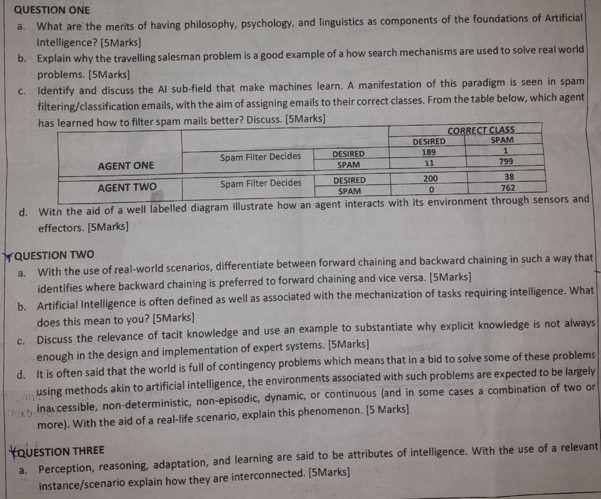 QUESTION ONE
a. What are the merits of having philosophy, psychology, and linguistics as components of the foundations of Artificial
Intelligence? [5Marks]
b. Explain why the travelling salesman problem is a good example of a how search mechanisms are used to solve real world
problems. [5Marks]
c. Identify and discuss the AI sub-field that make machines learn. A manifestation of this paradigm is seen in spam
filtering/classification emails, with the aim of assigning emails to their correct classes. From the table below, which agent
has learned how to filter spam mails better? Discuss. [5Marks]
CORRECT CLASS
DESIRED SPAM
AGENT ONE Spam Filter Decides DESIRED 189 1
SPAM 11 799
AGENT TWO Spam Filter Decides DESIRED 200 38
SPAM 0 762
d. With the aid of a well labelled diagram illustrate how an agent interacts with its environment through sensors and
effectors. [5Marks]
QUESTION TWO
a. With the use of real-world scenarios, differentiate between forward chaining and backward chaining in such a way that
identifies where backward chaining is preferred to forward chaining and vice versa. [5Marks]
b. Artificial Intelligence is often defined as well as associated with the mechanization of tasks requiring intelligence. What
does this mean to you? [5Marks]
c. Discuss the relevance of tacit knowledge and use an example to substantiate why explicit knowledge is not always
enough in the design and implementation of expert systems. [5Marks]
d. It is often said that the world is full of contingency problems which means that in a bid to solve some of these problems
using methods akin to artificial intelligence, the environments associated with such problems are expected to be largely
inaccessible, non-deterministic, non-episodic, dynamic, or continuous (and in some cases a combination of two or
more). With the aid of a real-life scenario, explain this phenomenon. [5 Marks]
QUESTION THREE
a. Perception, reasoning, adaptation, and learning are said to be attributes of intelligence. With the use of a relevant
instance/scenario explain how they are interconnected. [5Marks]